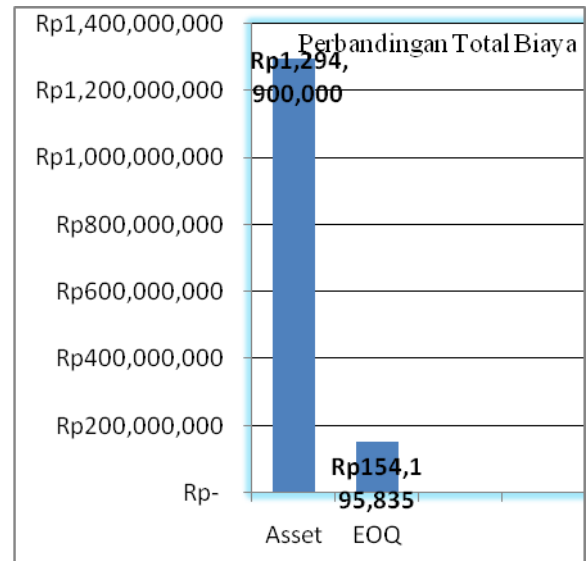 Perbandingan Total Biaya
Rp1,400,000,000
Rp1,200,000,000
Rp1,000,000,000
Rp800,000,000
Rp600,000,000
Rp400,000,000
Rp200,000,000
Rp-
Rp1,294,
900,000
Rp154,1
95,835
Asset
EOQ